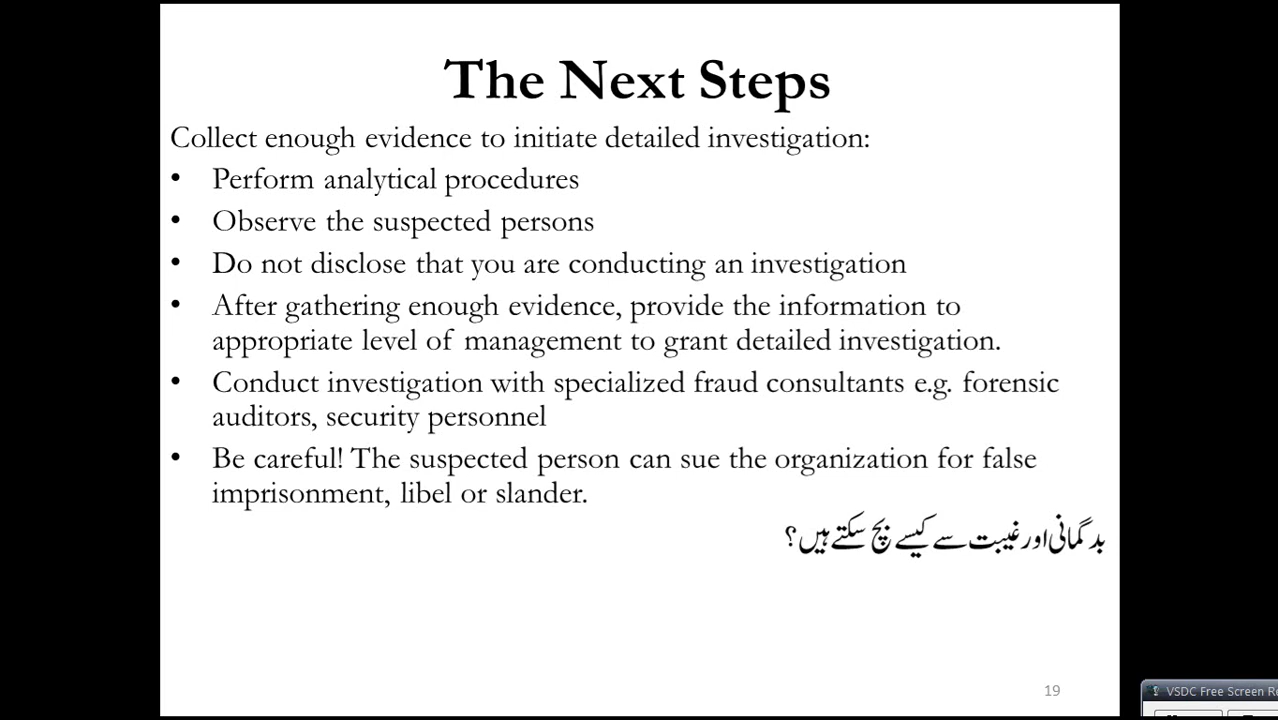 The Next Steps
Collect enough evidence to initiate detailed investigation:
• Perform analytical procedures
• Observe the suspected persons
• Do not disclose that you are conducting an investigation
• After gathering enough evidence, provide the information to
appropriate level of management to grant detailed investigation.
• Conduct investigation with specialized fraud consultants e.g. forensic
auditors, security personnel
• Be careful! The suspected person can sue the organization for false
imprisonment, libel or slander.
بدگمانی اور غیبت سے کیسے بچ سکتے ہیں؟
19
VSDC Free Screen Re